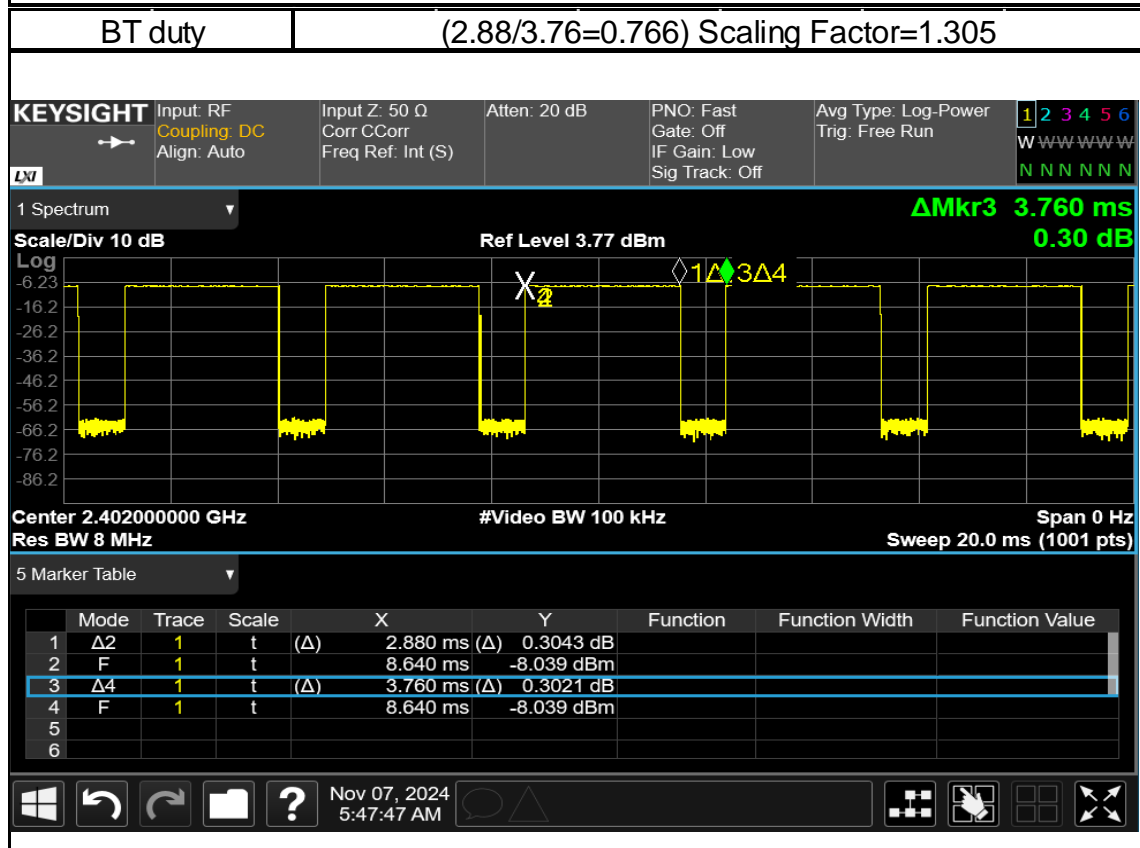 BT duty (2.88/3.76=0.766) Scaling Factor=1.305
KEYSIGHT Input: RF Input Z: 50 Ω Atten: 20 dB PNO: Fast Avg Type: Log-Power 1 2 3 4 5 6
Coupling: DC Corr CCorr Gate: Off Trig: Free Run
Align: Auto Freq Ref: Int (S) IF Gain: Low W W W W W W
LXI Sig Track: Off N N N N N N
1 Spectrum ΔMkr3 3.760 ms
Scale/Div 10 dB Ref Level 3.77 dBm 0.30 dB
Log
1Δ 3Δ4
-6.23
-16.2
-26.2
-36.2
-46.2
-56.2
-66.2
-76.2
-86.2
Center 2.402000000 GHz #Video BW 100 kHz Span 0 Hz
Res BW 8 MHz Sweep 20.0 ms (1001 pts)
5 Marker Table
Mode Trace Scale X Y Function Function Width Function Value
1 Δ2 1 t (Δ) 2.880 ms (Δ) 0.3043 dB
2 F 1 t 8.640 ms -8.039 dBm
3 Δ4 1 t (Δ) 3.760 ms (Δ) 0.3021 dB
4 F 1 t 8.640 ms -8.039 dBm
5
6
? Nov 07, 2024
5:47:47 AM